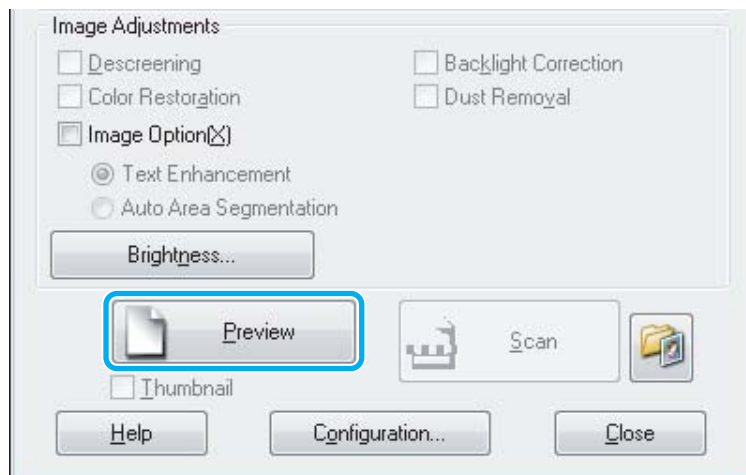 Image Adjustments
Descreening Backlight Correction
Color Restoration Dust Removal
Image Option(X)
Text Enhancement
Auto Area Segmentation
Brightness...
Preview Scan
Thumbnail
Help Configuration... Close